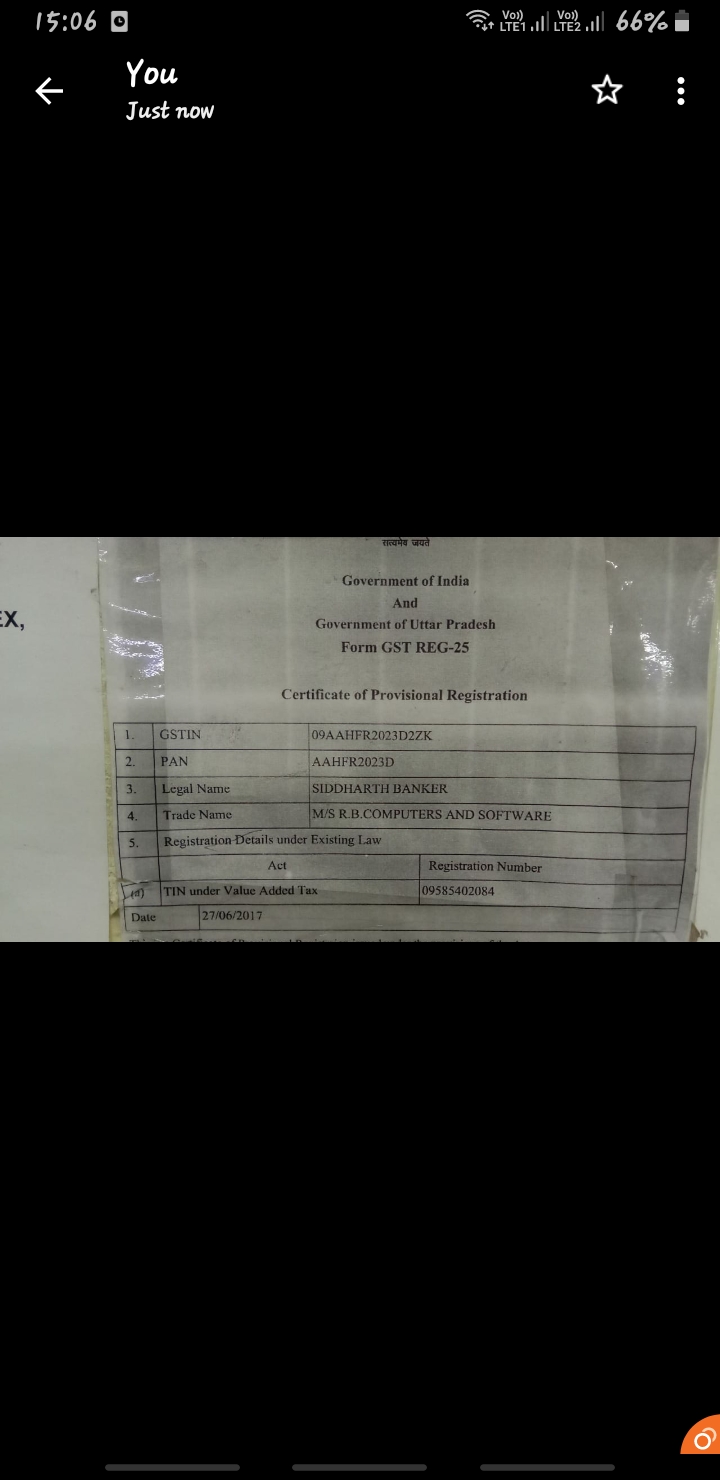 15:06
Vo)) LTE1 Vo)) LTE2 66%
You
Just now
सत्यमेव जयते
EX,
Government of India
And
Government of Uttar Pradesh
Form GST REG-25
Certificate of Provisional Registration
1. GSTIN 09AAHFR2023D2ZK
2. PAN AAHFR2023D
3. Legal Name SIDDHARTH BANKER
4. Trade Name M/S R.B.COMPUTERS AND SOFTWARE
5. Registration Details under Existing Law
Act Registration Number
(a) TIN under Value Added Tax 09585402084
Date 27/06/2017